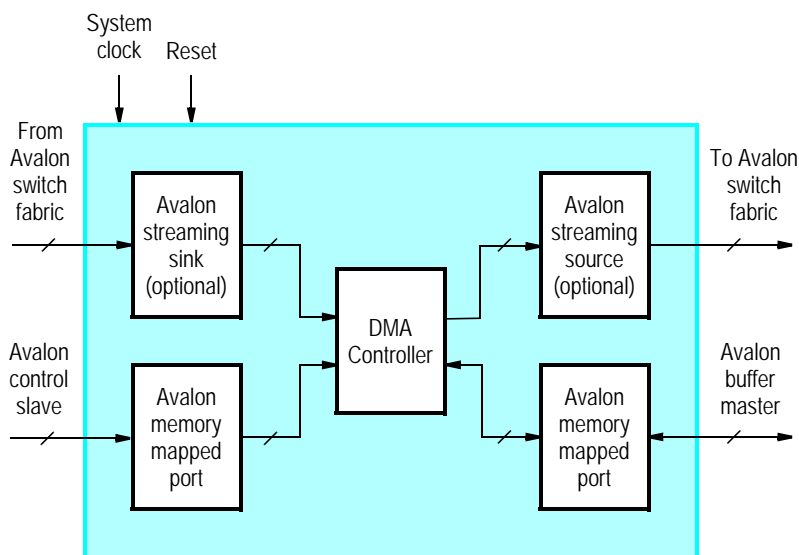 System
clock
Reset
From
Avalon
switch
fabric
To Avalon
switch
fabric
Avalon
streaming
sink
(optional)
Avalon
streaming
source
(optional)
DMA
Controller
Avalon
control
slave
Avalon
memory
mapped
port
Avalon
memory
mapped
port
Avalon
buffer
master